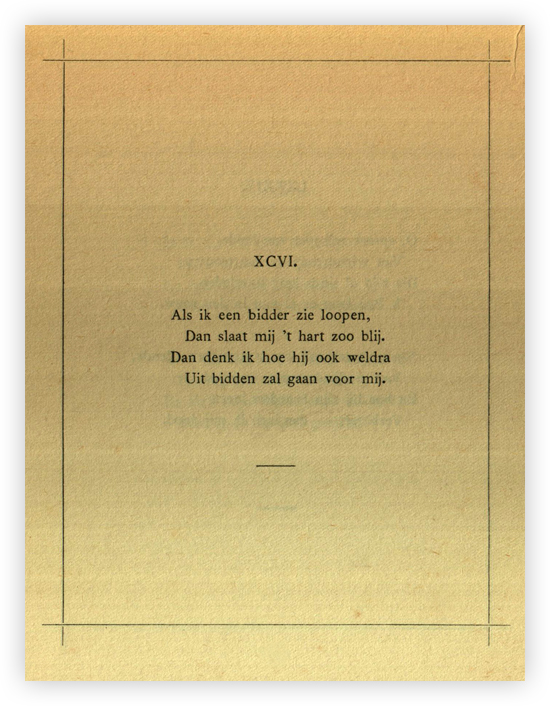 XCVI.
Als ik een bidder zie loopen,
Dan slaat mij 't hart zoo blij.
Dan denk ik hoe hij ook weldra
Uit bidden zal gaan voor mij.